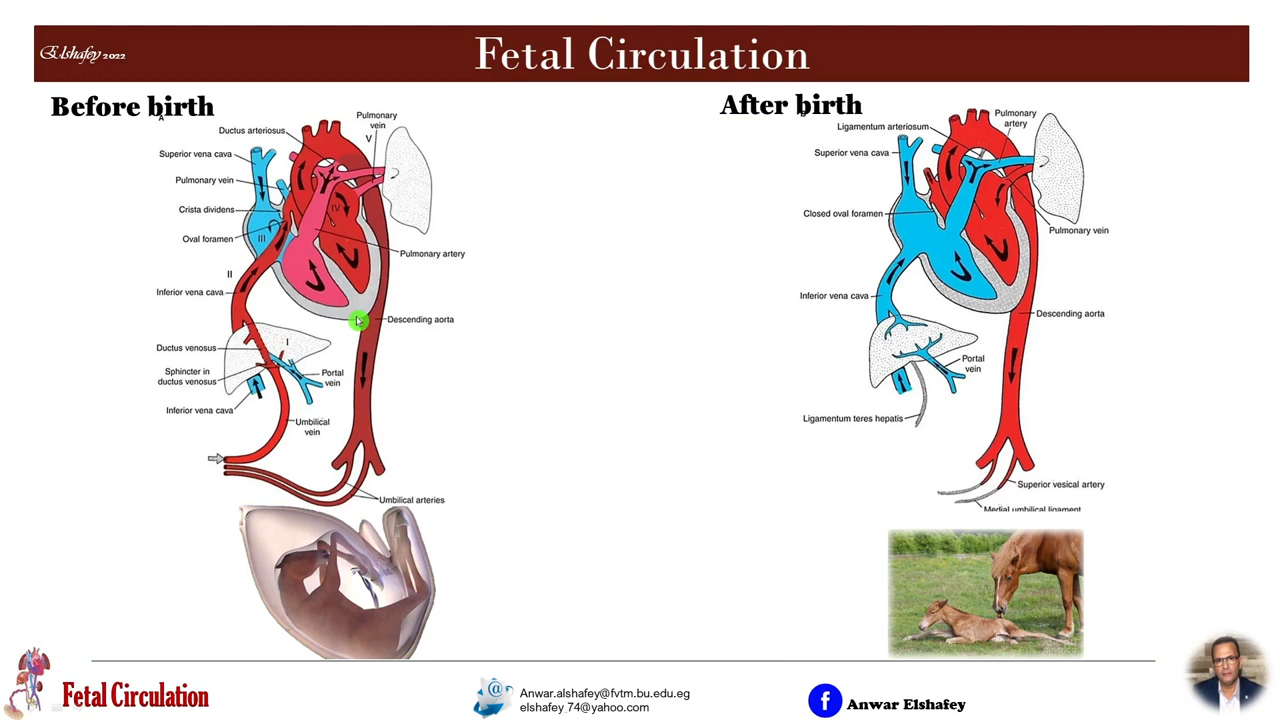 Elshafey 2022
Fetal Circulation
Before birth
A
Pulmonary
vein
Ductus arteriosus
V
Superior vena cava
Pulmonary vein
IV
Crista dividens
Oval foramen
III
Pulmonary artery
II
Inferior vena cava
Descending aorta
Ductus venosus
I
Sphincter in
ductus venosus
Portal
vein
Inferior vena cava
Umbilical
vein
Umbilical arteries
After birth
Pulmonary
artery
Ligamentum arteriosum
Superior vena cava
Closed oval foramen
Pulmonary vein
Inferior vena cava
Descending aorta
Portal
vein
Ligamentum teres hepatis
Superior vesical artery
Medial umbilical ligament
Fetal Circulation
Anwar.alshafey@fvtm.bu.edu.eg
elshafey_74@yahoo.com
f
Anwar Elshafey